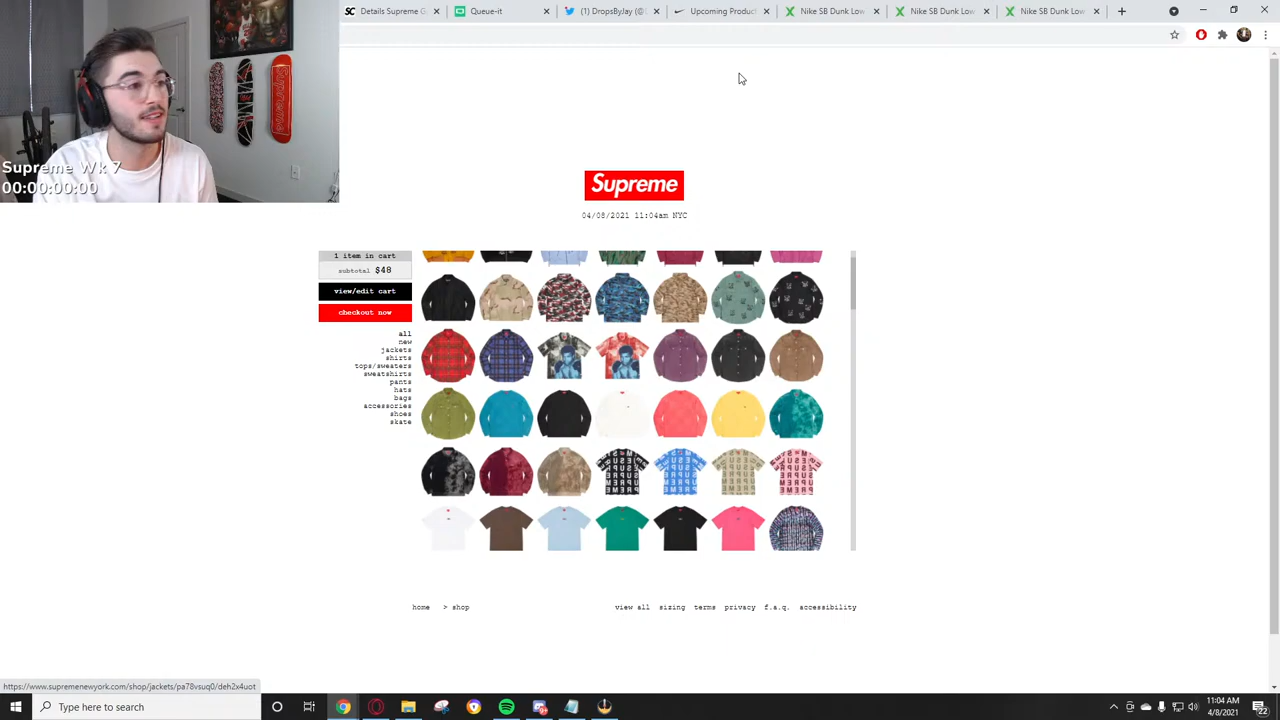 Details Supreme G
Queue-it
(1) DropsByJay (@
Upcoming Product
Nike SB Dunk Low
Nike SB Dunk Low
Nike SB Dunk Low
Supreme
Supreme Wk 7
00:00:00:00
Supreme
04/08/2021 11:04am NYC
1 item in cart
subtotal $48
view/edit cart
checkout now
all
new
jackets
shirts
tops/sweaters
sweatshirts
pants
hats
bags
accessories
shoes
skate
home > shop
view all sizing terms privacy f.a.q. accessibility
https://www.supremenewyork.com/shop/jackets/pa78vsuq0/deh2x4uot
Type here to search
11:04 AM
4/8/2021
22